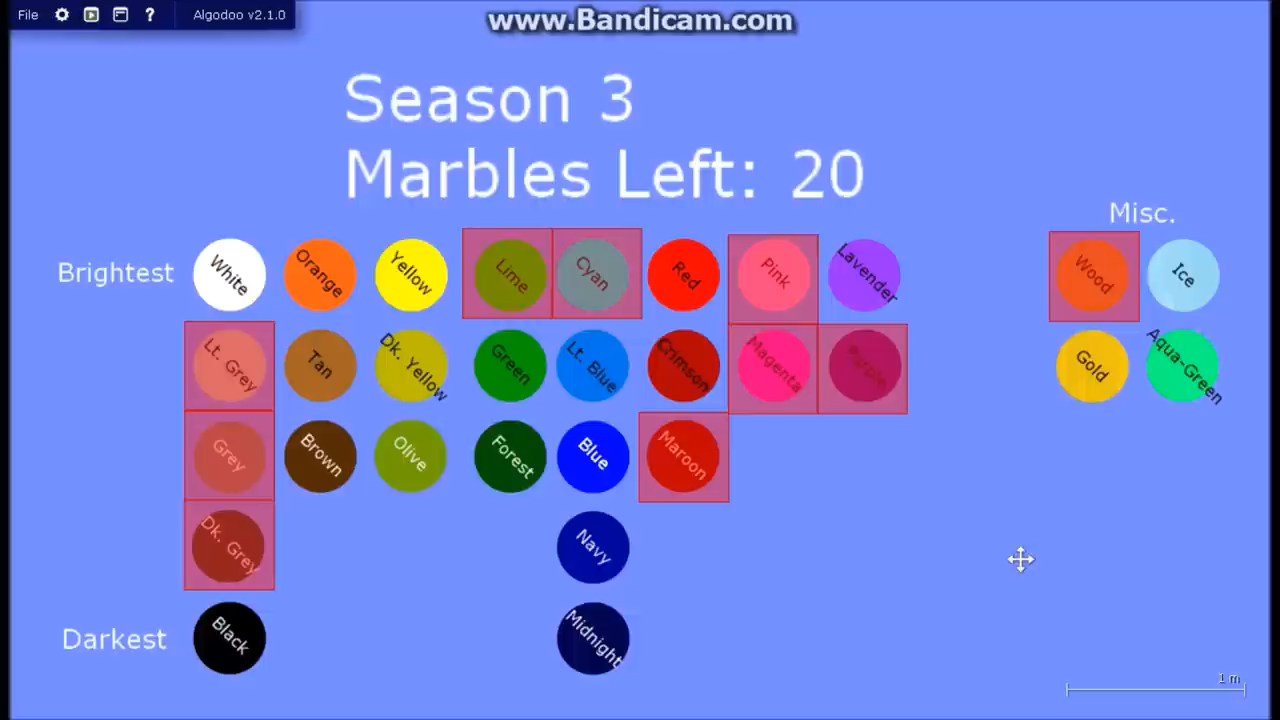 File ? Algodoo v2.1.0
www.Bandicam.com
Season 3
Marbles Left: 20
Misc.
Brightest White Orange Yellow Lime Cyan Red Pink Lavender Wood Ice
Lt. Grey Tan Dk. Yellow Green Lt. Blue Crimson Magenta Purple Gold Aqua-Green
Grey Brown Olive Forest Blue Maroon
Dk. Grey Navy
Darkest Black Midnight
1 m